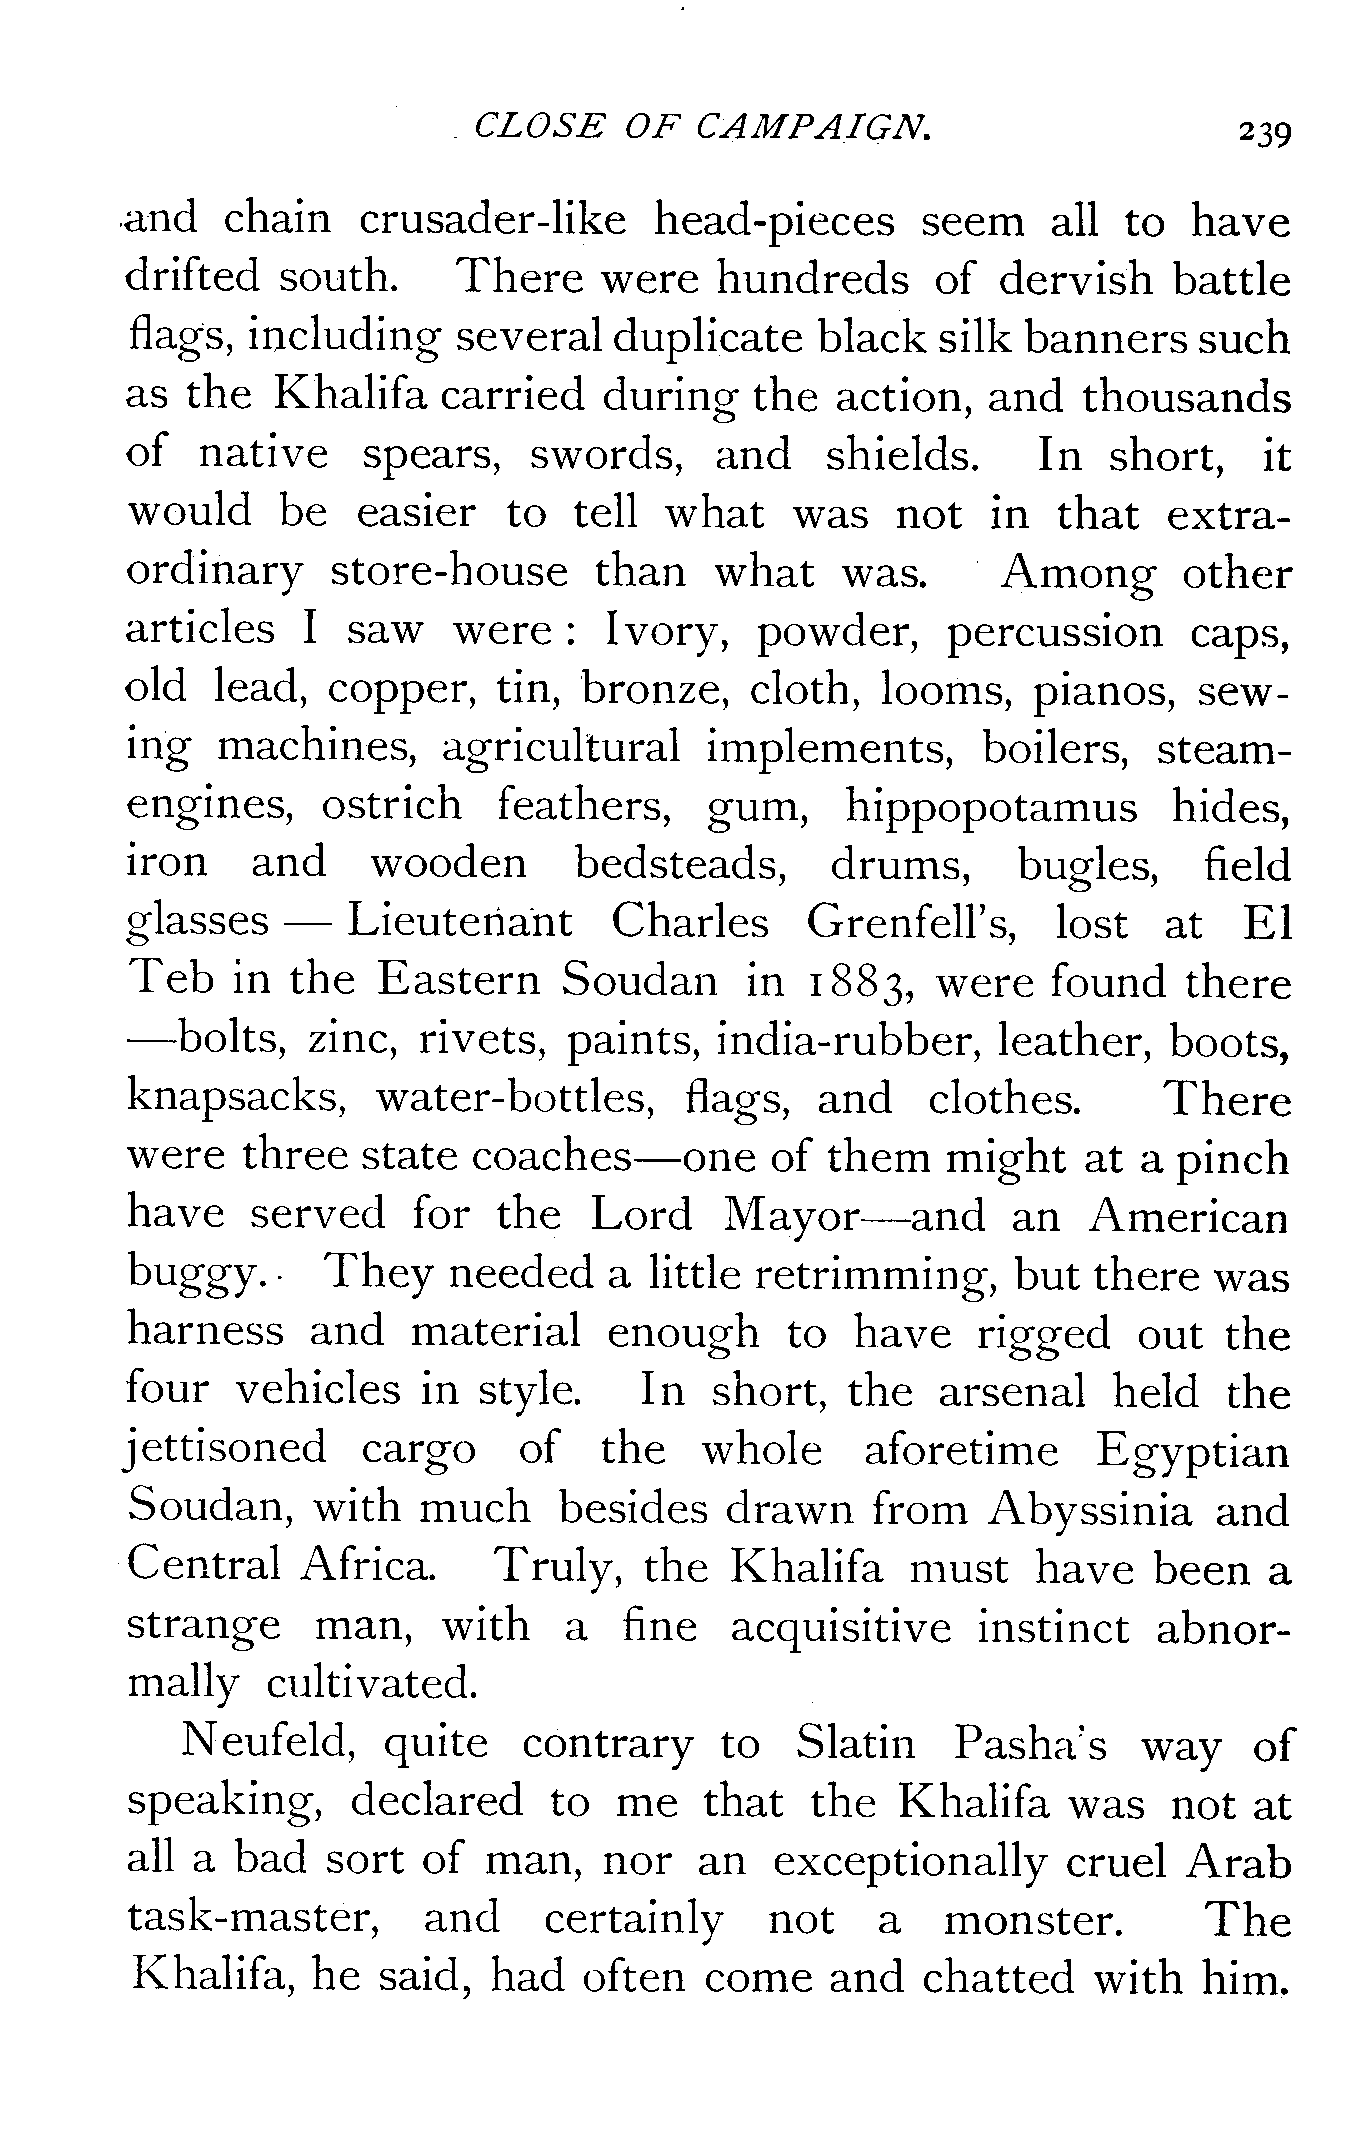 CLOSE OF CAMPAIGN. 239
and chain crusader-like head-pieces seem all to have
drifted south. There were hundreds of dervish battle
flags, including several duplicate black silk banners such
as the Khalifa carried during the action, and thousands
of native spears, swords, and shields. In short, it
would be easier to tell what was not in that extra-
ordinary store-house than what was. Among other
articles I saw were : Ivory, powder, percussion caps,
old lead, copper, tin, bronze, cloth, looms, pianos, sew-
ing machines, agricultural implements, boilers, steam-
engines, ostrich feathers, gum, hippopotamus hides,
iron and wooden bedsteads, drums, bugles, field
glasses — Lieutenant Charles Grenfell's, lost at El
Teb in the Eastern Soudan in 1883, were found there
—bolts, zinc, rivets, paints, india-rubber, leather, boots,
knapsacks, water-bottles, flags, and clothes. There
were three state coaches—one of them might at a pinch
have served for the Lord Mayor—and an American
buggy. They needed a little retrimming, but there was
harness and material enough to have rigged out the
four vehicles in style. In short, the arsenal held the
jettisoned cargo of the whole aforetime Egyptian
Soudan, with much besides drawn from Abyssinia and
Central Africa. Truly, the Khalifa must have been a
strange man, with a fine acquisitive instinct abnor-
mally cultivated.
Neufeld, quite contrary to Slatin Pasha's way of
speaking, declared to me that the Khalifa was not at
all a bad sort of man, nor an exceptionally cruel Arab
task-master, and certainly not a monster. The
Khalifa, he said, had often come and chatted with him.